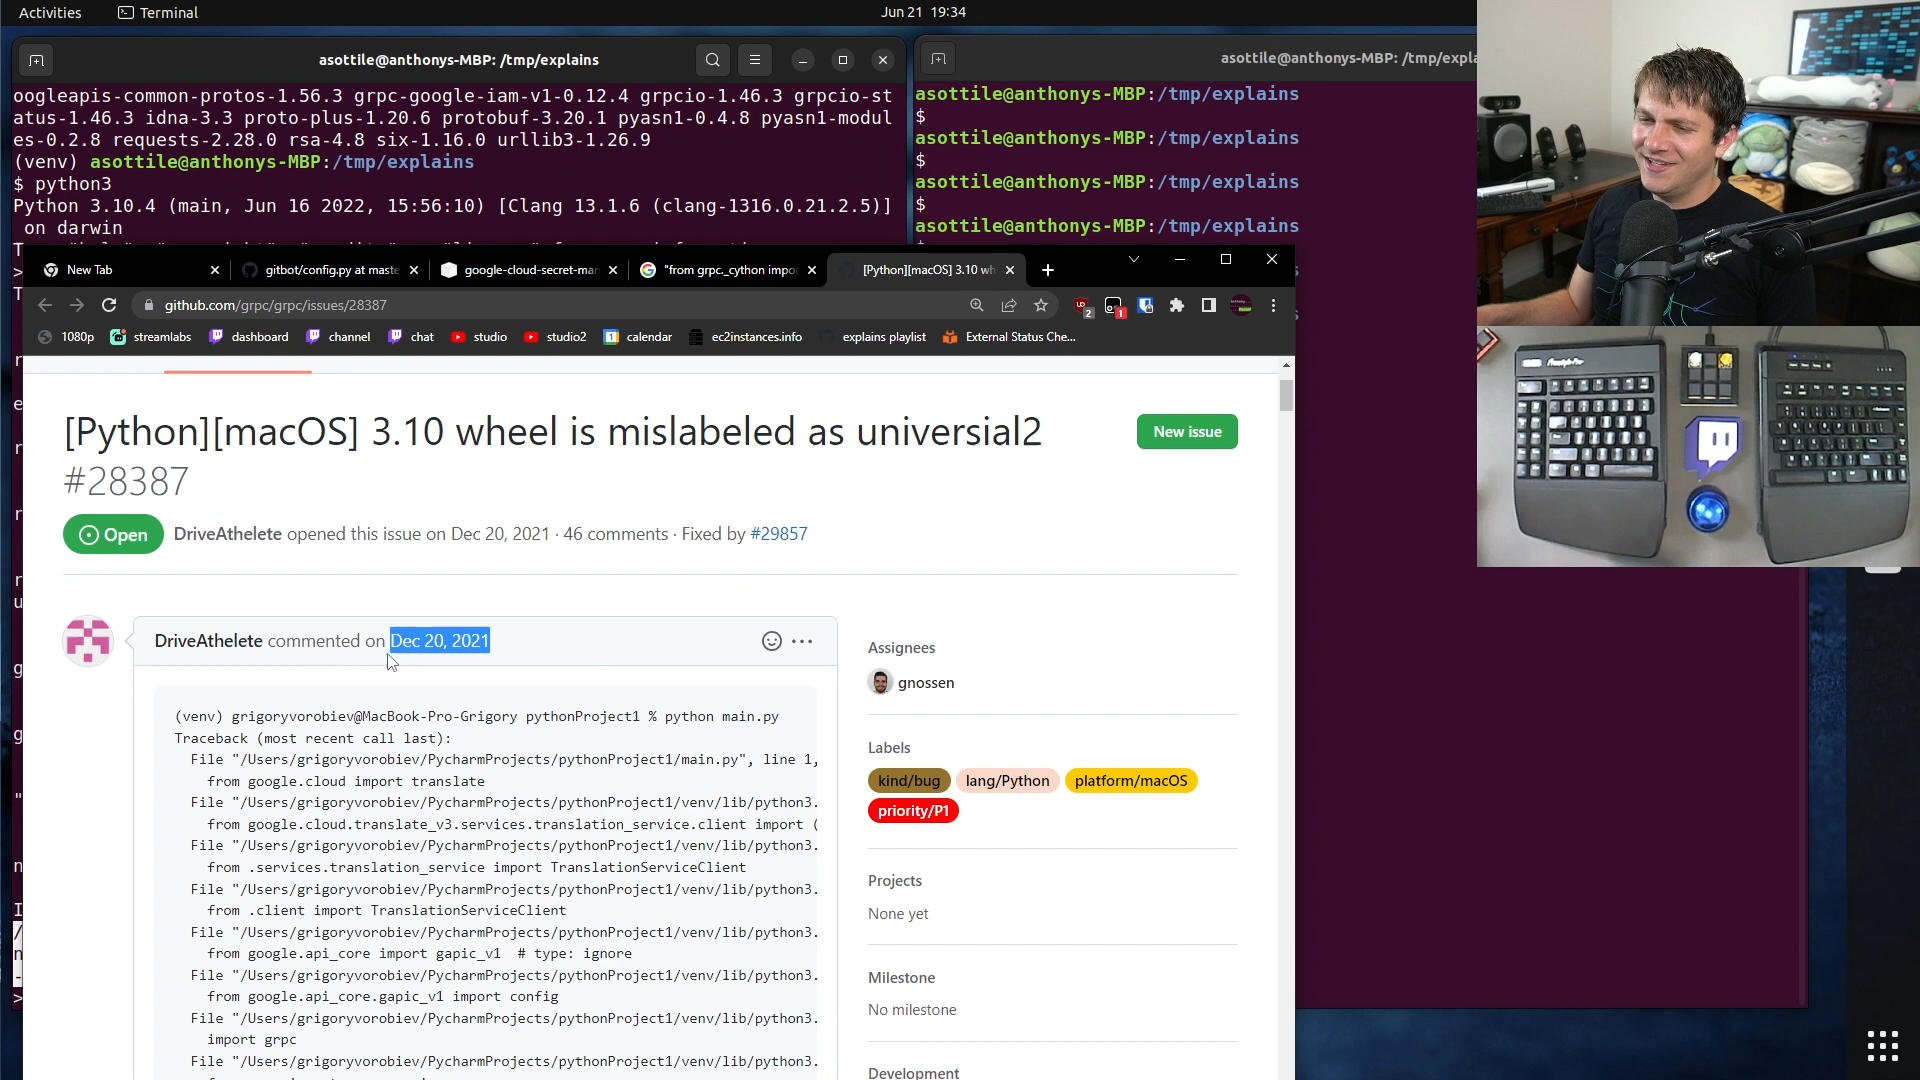 Activities
Terminal
Jun 21 19:34
asottile@anthonys-MBP: /tmp/explains
oogleapis-common-protos-1.56.3 grpc-google-iam-v1-0.12.4 grpcio-1.46.3 grpcio-st
atus-1.46.3 idna-3.3 proto-plus-1.20.6 protobuf-3.20.1 pyasn1-0.4.8 pyasn1-modul
es-0.2.8 requests-2.28.0 rsa-4.8 six-1.16.0 urllib3-1.26.9
(venv) asottile@anthonys-MBP:/tmp/explains
$ python3
Python 3.10.4 (main, Jun 16 2022, 15:56:10) [Clang 13.1.6 (clang-1316.0.21.2.5)]
on darwin
asottile@anthonys-MBP: /tmp/expla
asottile@anthonys-MBP:/tmp/explains
$
asottile@anthonys-MBP:/tmp/explains
$
asottile@anthonys-MBP:/tmp/explains
$
asottile@anthonys-MBP:/tmp/explains
New Tab
gitbot/config.py at maste
google-cloud-secret-man
"from grpc._cython impo
[Python][macOS] 3.10 wh
github.com/grpc/grpc/issues/28387
2
1
1080p
streamlabs
dashboard
channel
chat
studio
studio2
calendar
ec2instances.info
explains playlist
External Status Che...
[Python][macOS] 3.10 wheel is mislabeled as universial2
#28387
New issue
Open
DriveAthelete opened this issue on Dec 20, 2021 · 46 comments · Fixed by #29857
DriveAthelete commented on Dec 20, 2021
(venv) grigoryvorobiev@MacBook-Pro-Grigory pythonProject1 % python main.py
Traceback (most recent call last):
File "/Users/grigoryvorobiev/PycharmProjects/pythonProject1/main.py", line 1,
from google.cloud import translate
File "/Users/grigoryvorobiev/PycharmProjects/pythonProject1/venv/lib/python3.
from google.cloud.translate_v3.services.translation_service.client import (
File "/Users/grigoryvorobiev/PycharmProjects/pythonProject1/venv/lib/python3.
from .services.translation_service import TranslationServiceClient
File "/Users/grigoryvorobiev/PycharmProjects/pythonProject1/venv/lib/python3.
from .client import TranslationServiceClient
File "/Users/grigoryvorobiev/PycharmProjects/pythonProject1/venv/lib/python3.
from google.api_core import gapic_v1  # type: ignore
File "/Users/grigoryvorobiev/PycharmProjects/pythonProject1/venv/lib/python3.
from google.api_core.gapic_v1 import config
File "/Users/grigoryvorobiev/PycharmProjects/pythonProject1/venv/lib/python3.
import grpc
File "/Users/grigoryvorobiev/PycharmProjects/pythonProject1/venv/lib/python3.
Assignees
gnossen
Labels
kind/bug
lang/Python
platform/macOS
priority/P1
Projects
None yet
Milestone
No milestone
Development